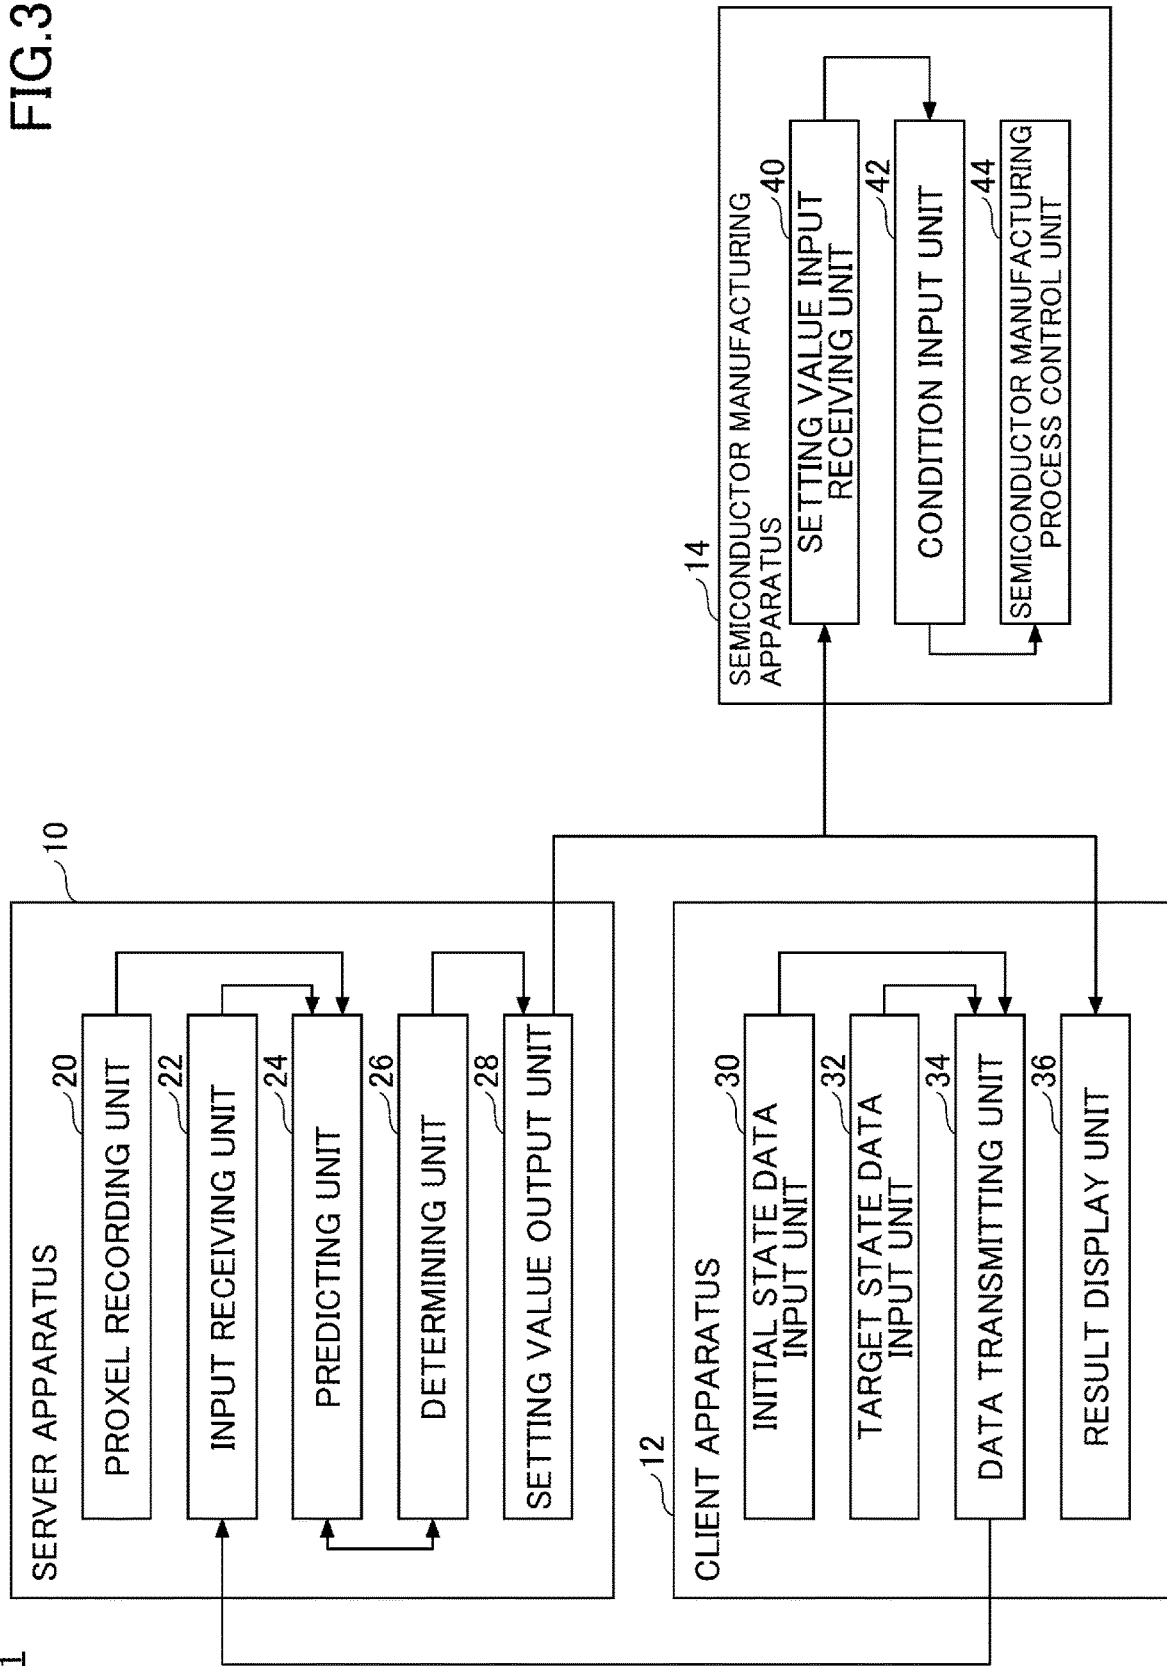 FIG.3
1
SERVER APPARATUS
10
PROXEL RECORDING UNIT
20
INPUT RECEIVING UNIT
22
PREDICTING UNIT
24
DETERMINING UNIT
26
SETTING VALUE OUTPUT UNIT
28
CLIENT APPARATUS
12
INITIAL STATE DATA
INPUT UNIT
30
TARGET STATE DATA
INPUT UNIT
32
DATA TRANSMITTING UNIT
34
RESULT DISPLAY UNIT
36
14
SEMICONDUCTOR MANUFACTURING
APPARATUS
SETTING VALUE INPUT
RECEIVING UNIT
40
CONDITION INPUT UNIT
42
SEMICONDUCTOR MANUFACTURING
PROCESS CONTROL UNIT
44